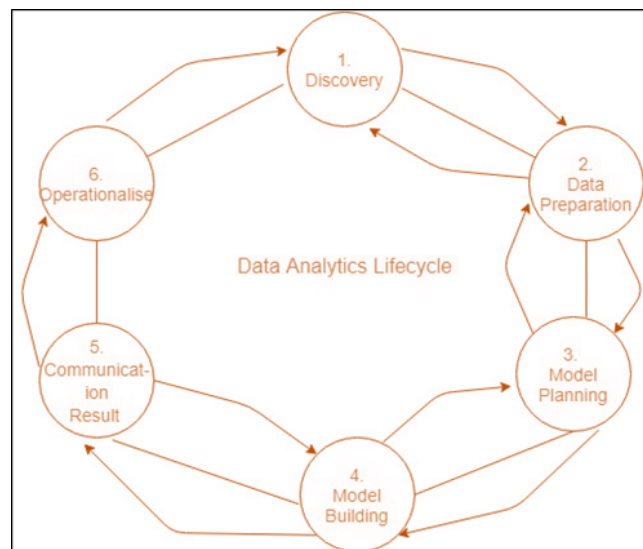 1.
Discovery
2.
Data
Preparation
3.
Model
Planning
4.
Model
Building
5.
Communicat-
ion
Result
6.
Operationalise
Data Analytics Lifecycle